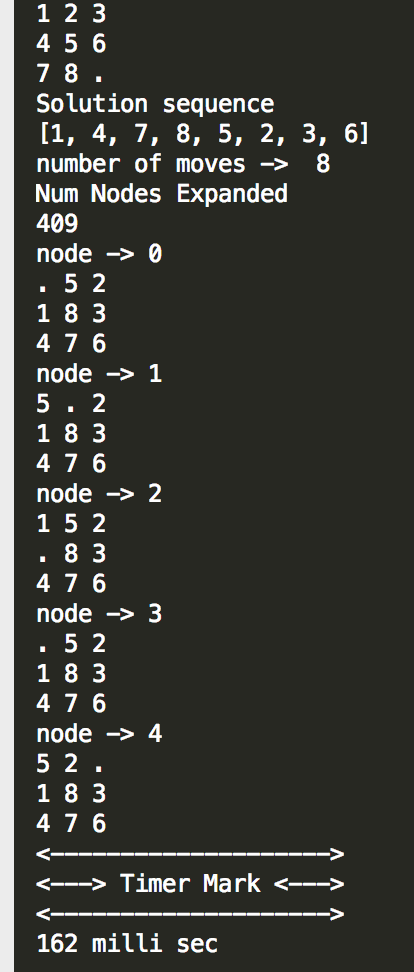 1 2 3
4 5 6
7 8 .
Solution sequence
[1, 4, 7, 8, 5, 2, 3, 6]
number of moves ->  8
Num Nodes Expanded
409
node -> 0
. 5 2
1 8 3
4 7 6
node -> 1
5 . 2
1 8 3
4 7 6
node -> 2
1 5 2
. 8 3
4 7 6
node -> 3
. 5 2
1 8 3
4 7 6
node -> 4
5 2 .
1 8 3
4 7 6
<-------------------->
<---> Timer Mark <--->
<-------------------->
162 milli sec